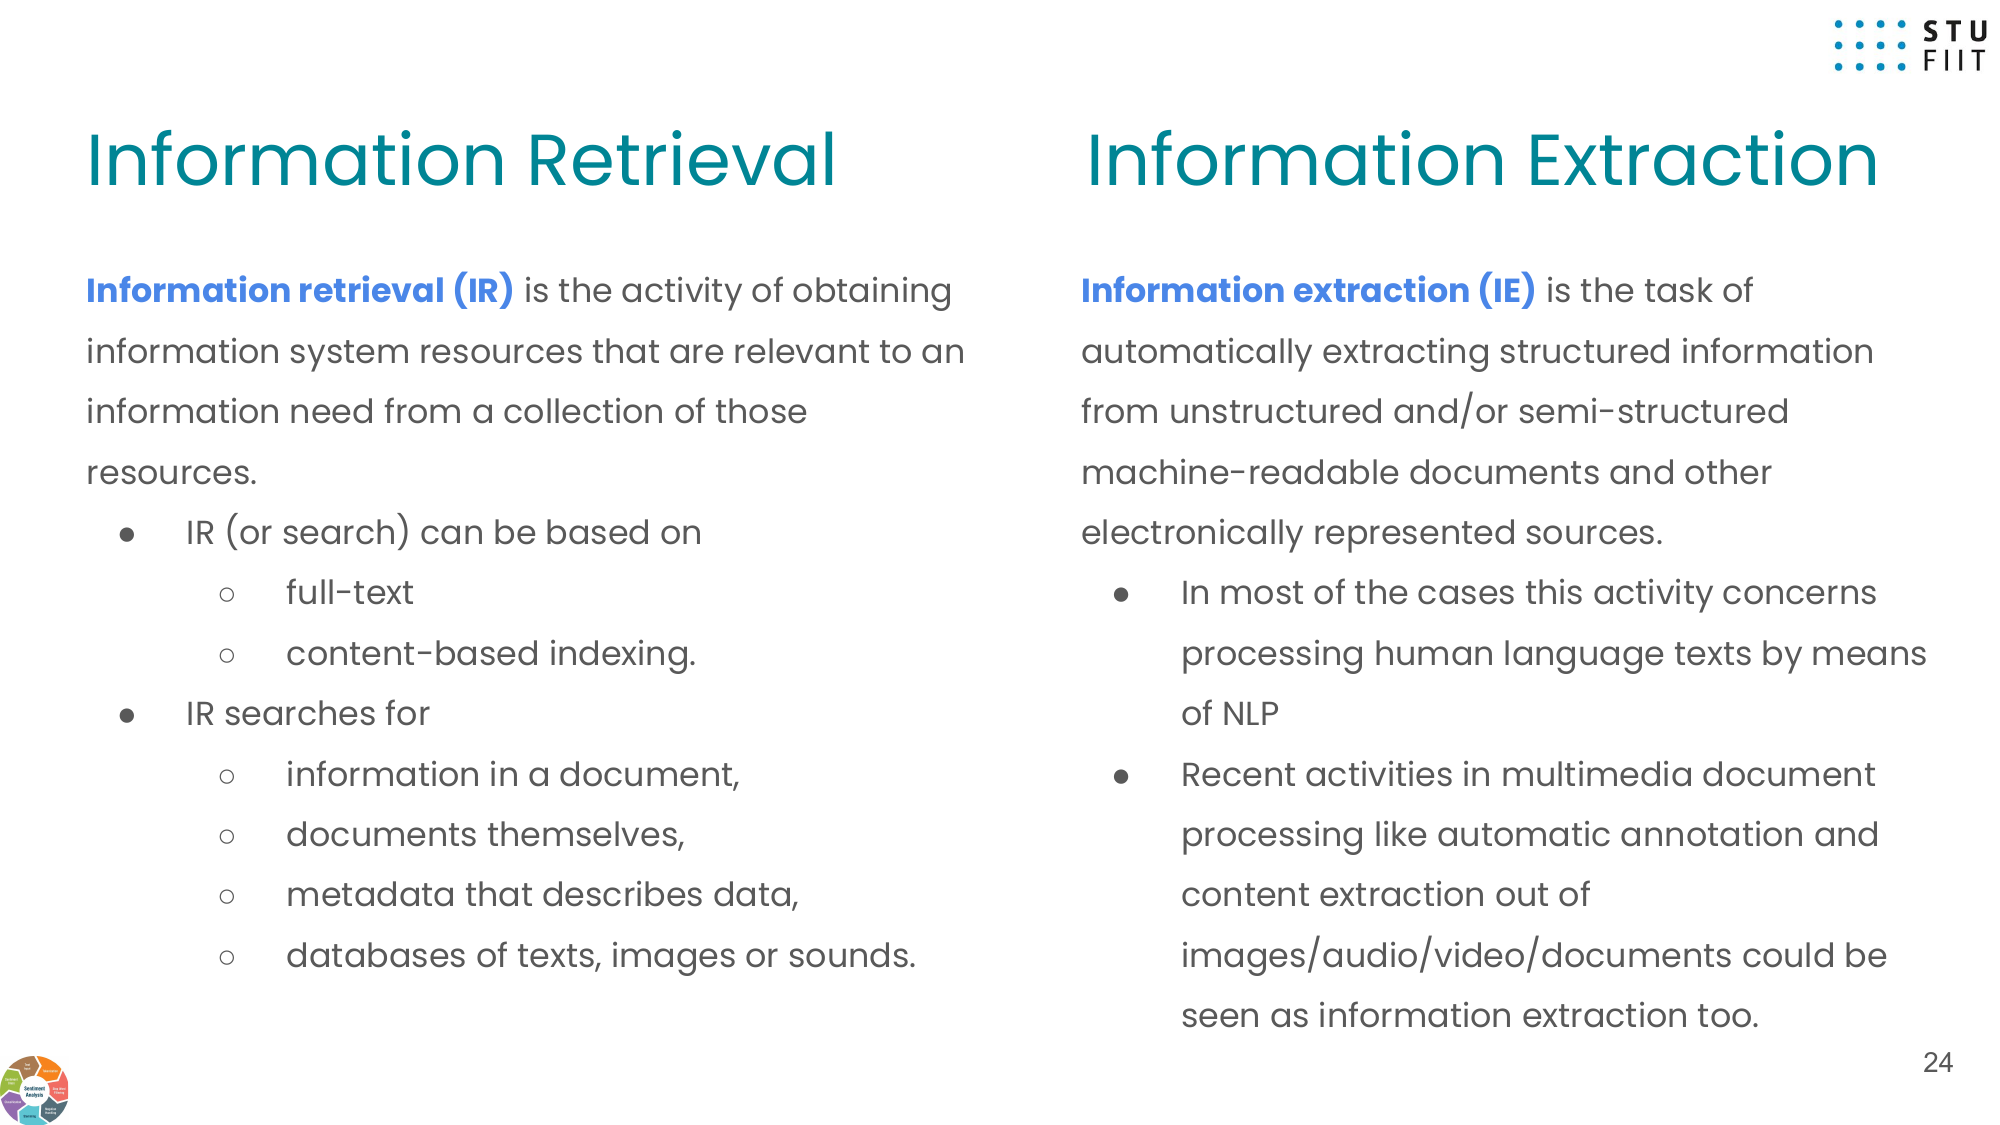 STU
FIIT
Information Retrieval
Information retrieval (IR) is the activity of obtaining
information system resources that are relevant to an
information need from a collection of those
resources.
● IR (or search) can be based on
○ full-text
○ content-based indexing.
● IR searches for
○ information in a document,
○ documents themselves,
○ metadata that describes data,
○ databases of texts, images or sounds.
Information Extraction
Information extraction (IE) is the task of
automatically extracting structured information
from unstructured and/or semi-structured
machine-readable documents and other
electronically represented sources.
● In most of the cases this activity concerns
processing human language texts by means
of NLP
● Recent activities in multimedia document
processing like automatic annotation and
content extraction out of
images/audio/video/documents could be
seen as information extraction too.
Sentiment
Analysis
24